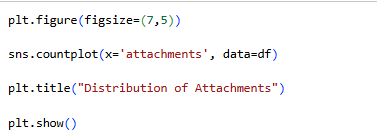 plt.figure(figsize=(7,5))
sns.countplot(x='attachments', data=df)
plt.title("Distribution of Attachments")
plt.show()